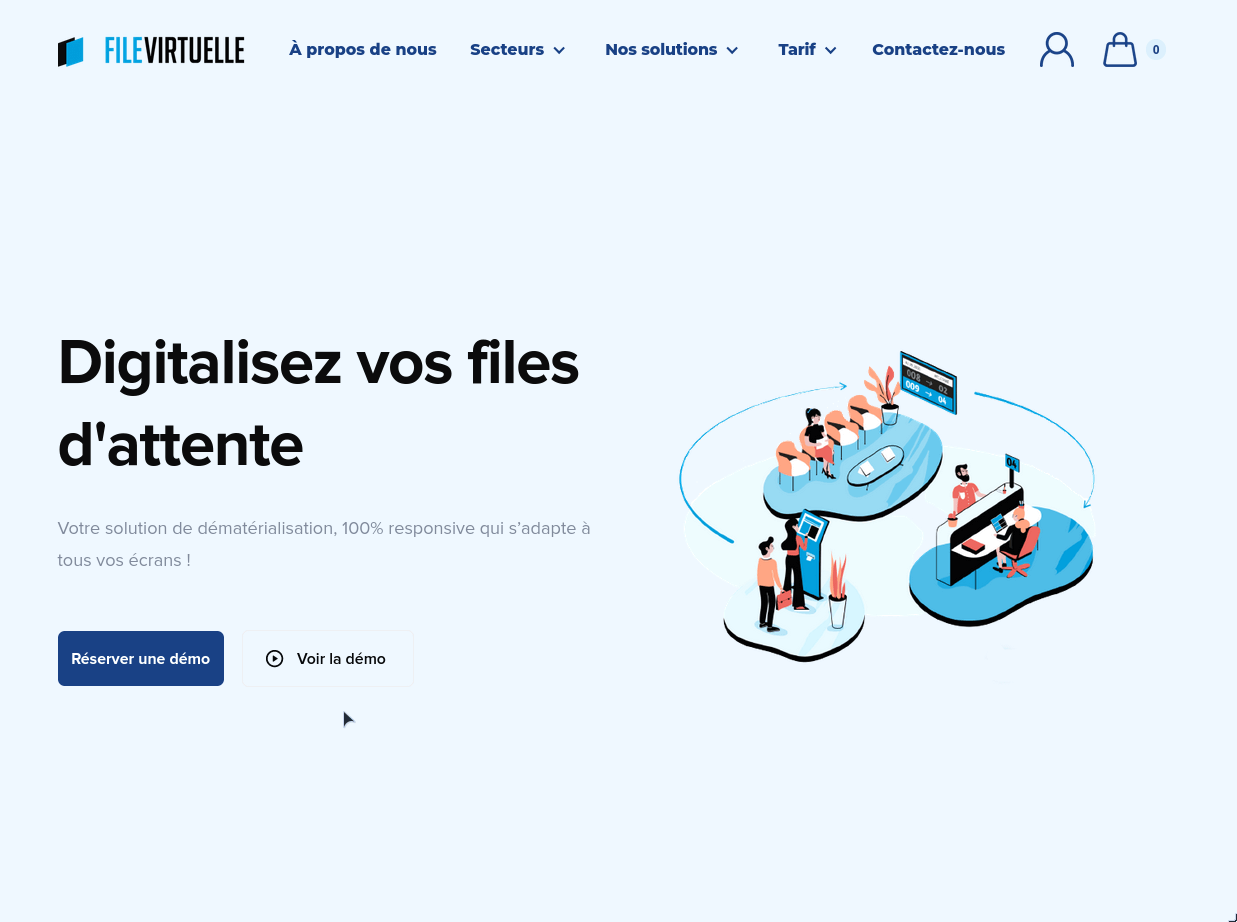 FILEVIRTUELLE
À propos de nous
Secteurs
Nos solutions
Tarif
Contactez-nous
0
Digitalisez vos files
d'attente
Votre solution de dématérialisation, 100% responsive qui s’adapte à
tous vos écrans !
Réserver une démo
Voir la démo
008 → 02
009 → 04
04